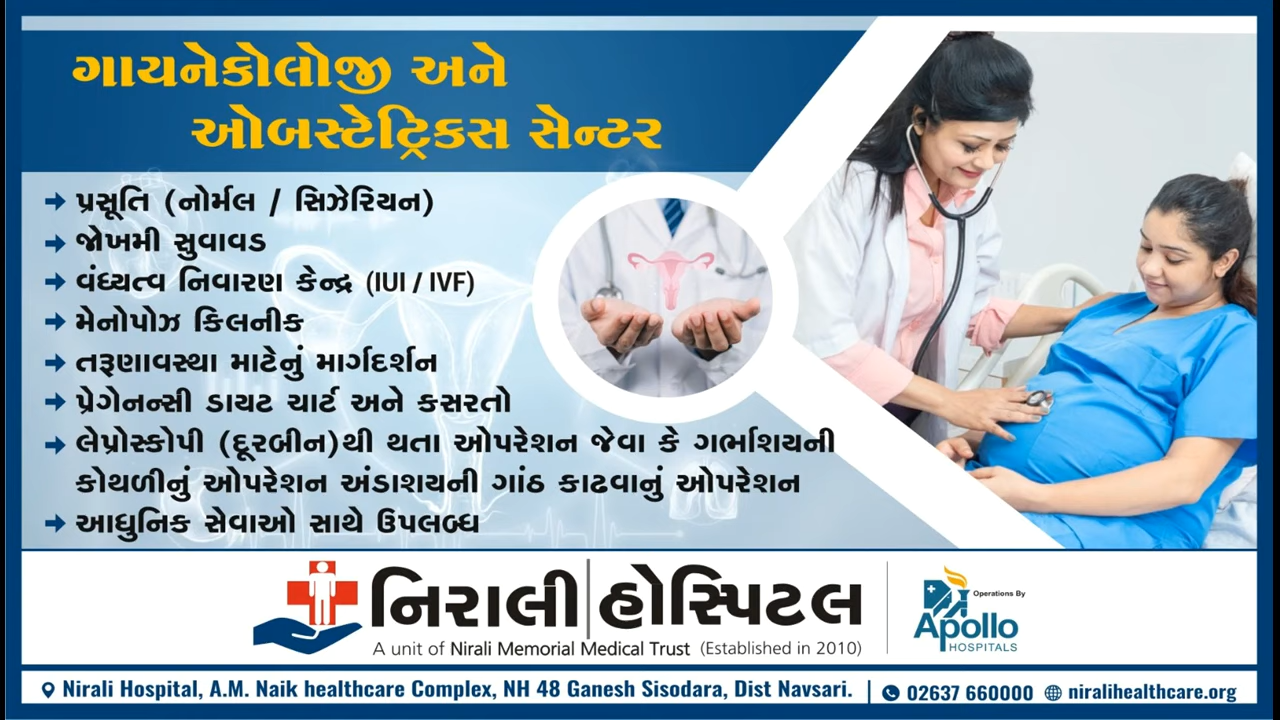 ગાયનેકોલોજી અને
ઓબસ્ટેટ્રિકસ સેન્ટર
પ્રસૂતિ (નોર્મલ / સિઝેરિયન)
જોખમી સુવાવડ
વંધ્યત્વ નિવારણ કેન્દ્ર (IUI / IVF)
મેનોપોઝ કિલનીક
તરૂણાવસ્થા માટેનું માર્ગદર્શન
પ્રેગેનન્સી ડાયટ ચાર્ટ અને કસરતો
લેપ્રોસ્કોપી (દૂરબીન)થી થતા ઓપરેશન જેવા કે ગર્ભાશયની
કોથળીનું ઓપરેશન અંડાશયની ગાંઠ કાઢવાનું ઓપરેશન
આધુનિક સેવાઓ સાથે ઉપલબ્ધ
નિરાલી હોસ્પિટલ
A unit of Nirali Memorial Medical Trust (Established in 2010)
Operations By
Apollo
HOSPITALS
Nirali Hospital, A.M. Naik healthcare Complex, NH 48 Ganesh Sisodara, Dist Navsari. | 02637 660000 niralihealthcare.org